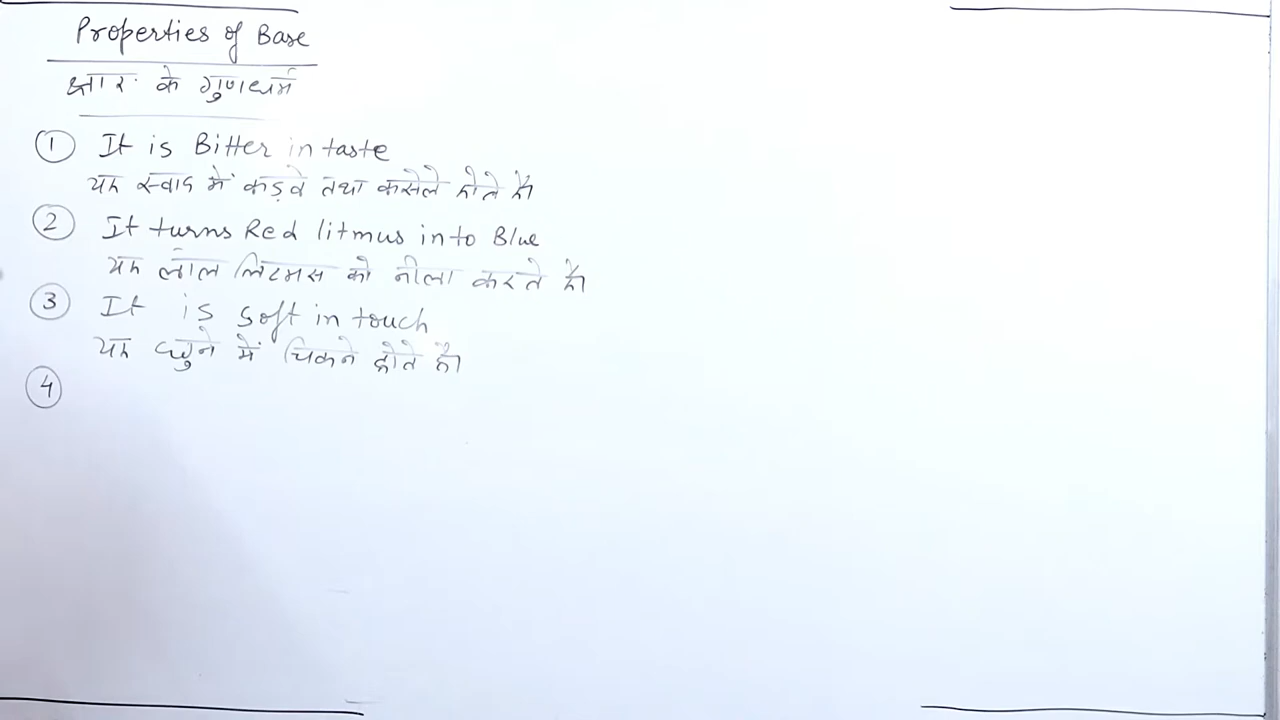 Properties of Base
क्षार के गुणधर्म
① It is Bitter in taste
यह स्वाद में कड़वे तथा कसैले होते है।
② It turns Red litmus into Blue
यह लाल लिटमस को नीला करते है।
③ It is soft in touch
यह छुने में चिकने होते है।
④